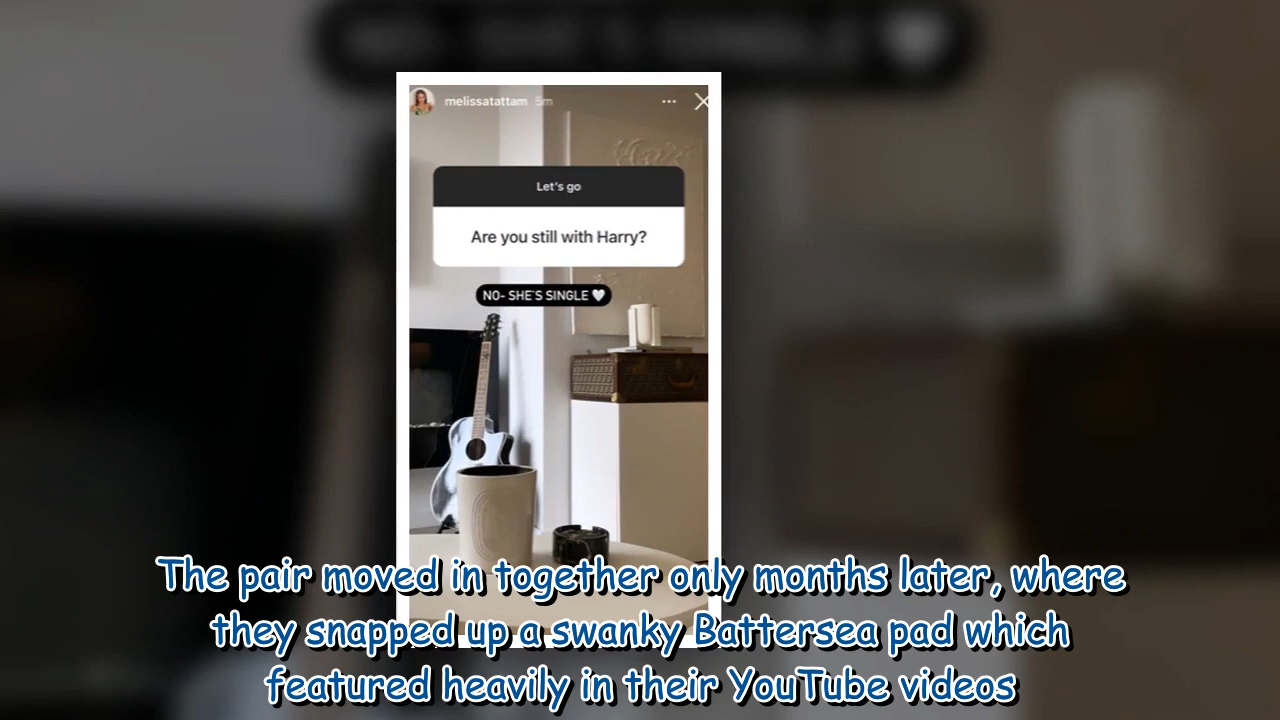 melissatattam 5m
Let's go
Are you still with Harry?
NO- SHE'S SINGLE 🤍
The pair moved in together only months later, where
they snapped up a swanky Battersea pad which
featured heavily in their YouTube videos